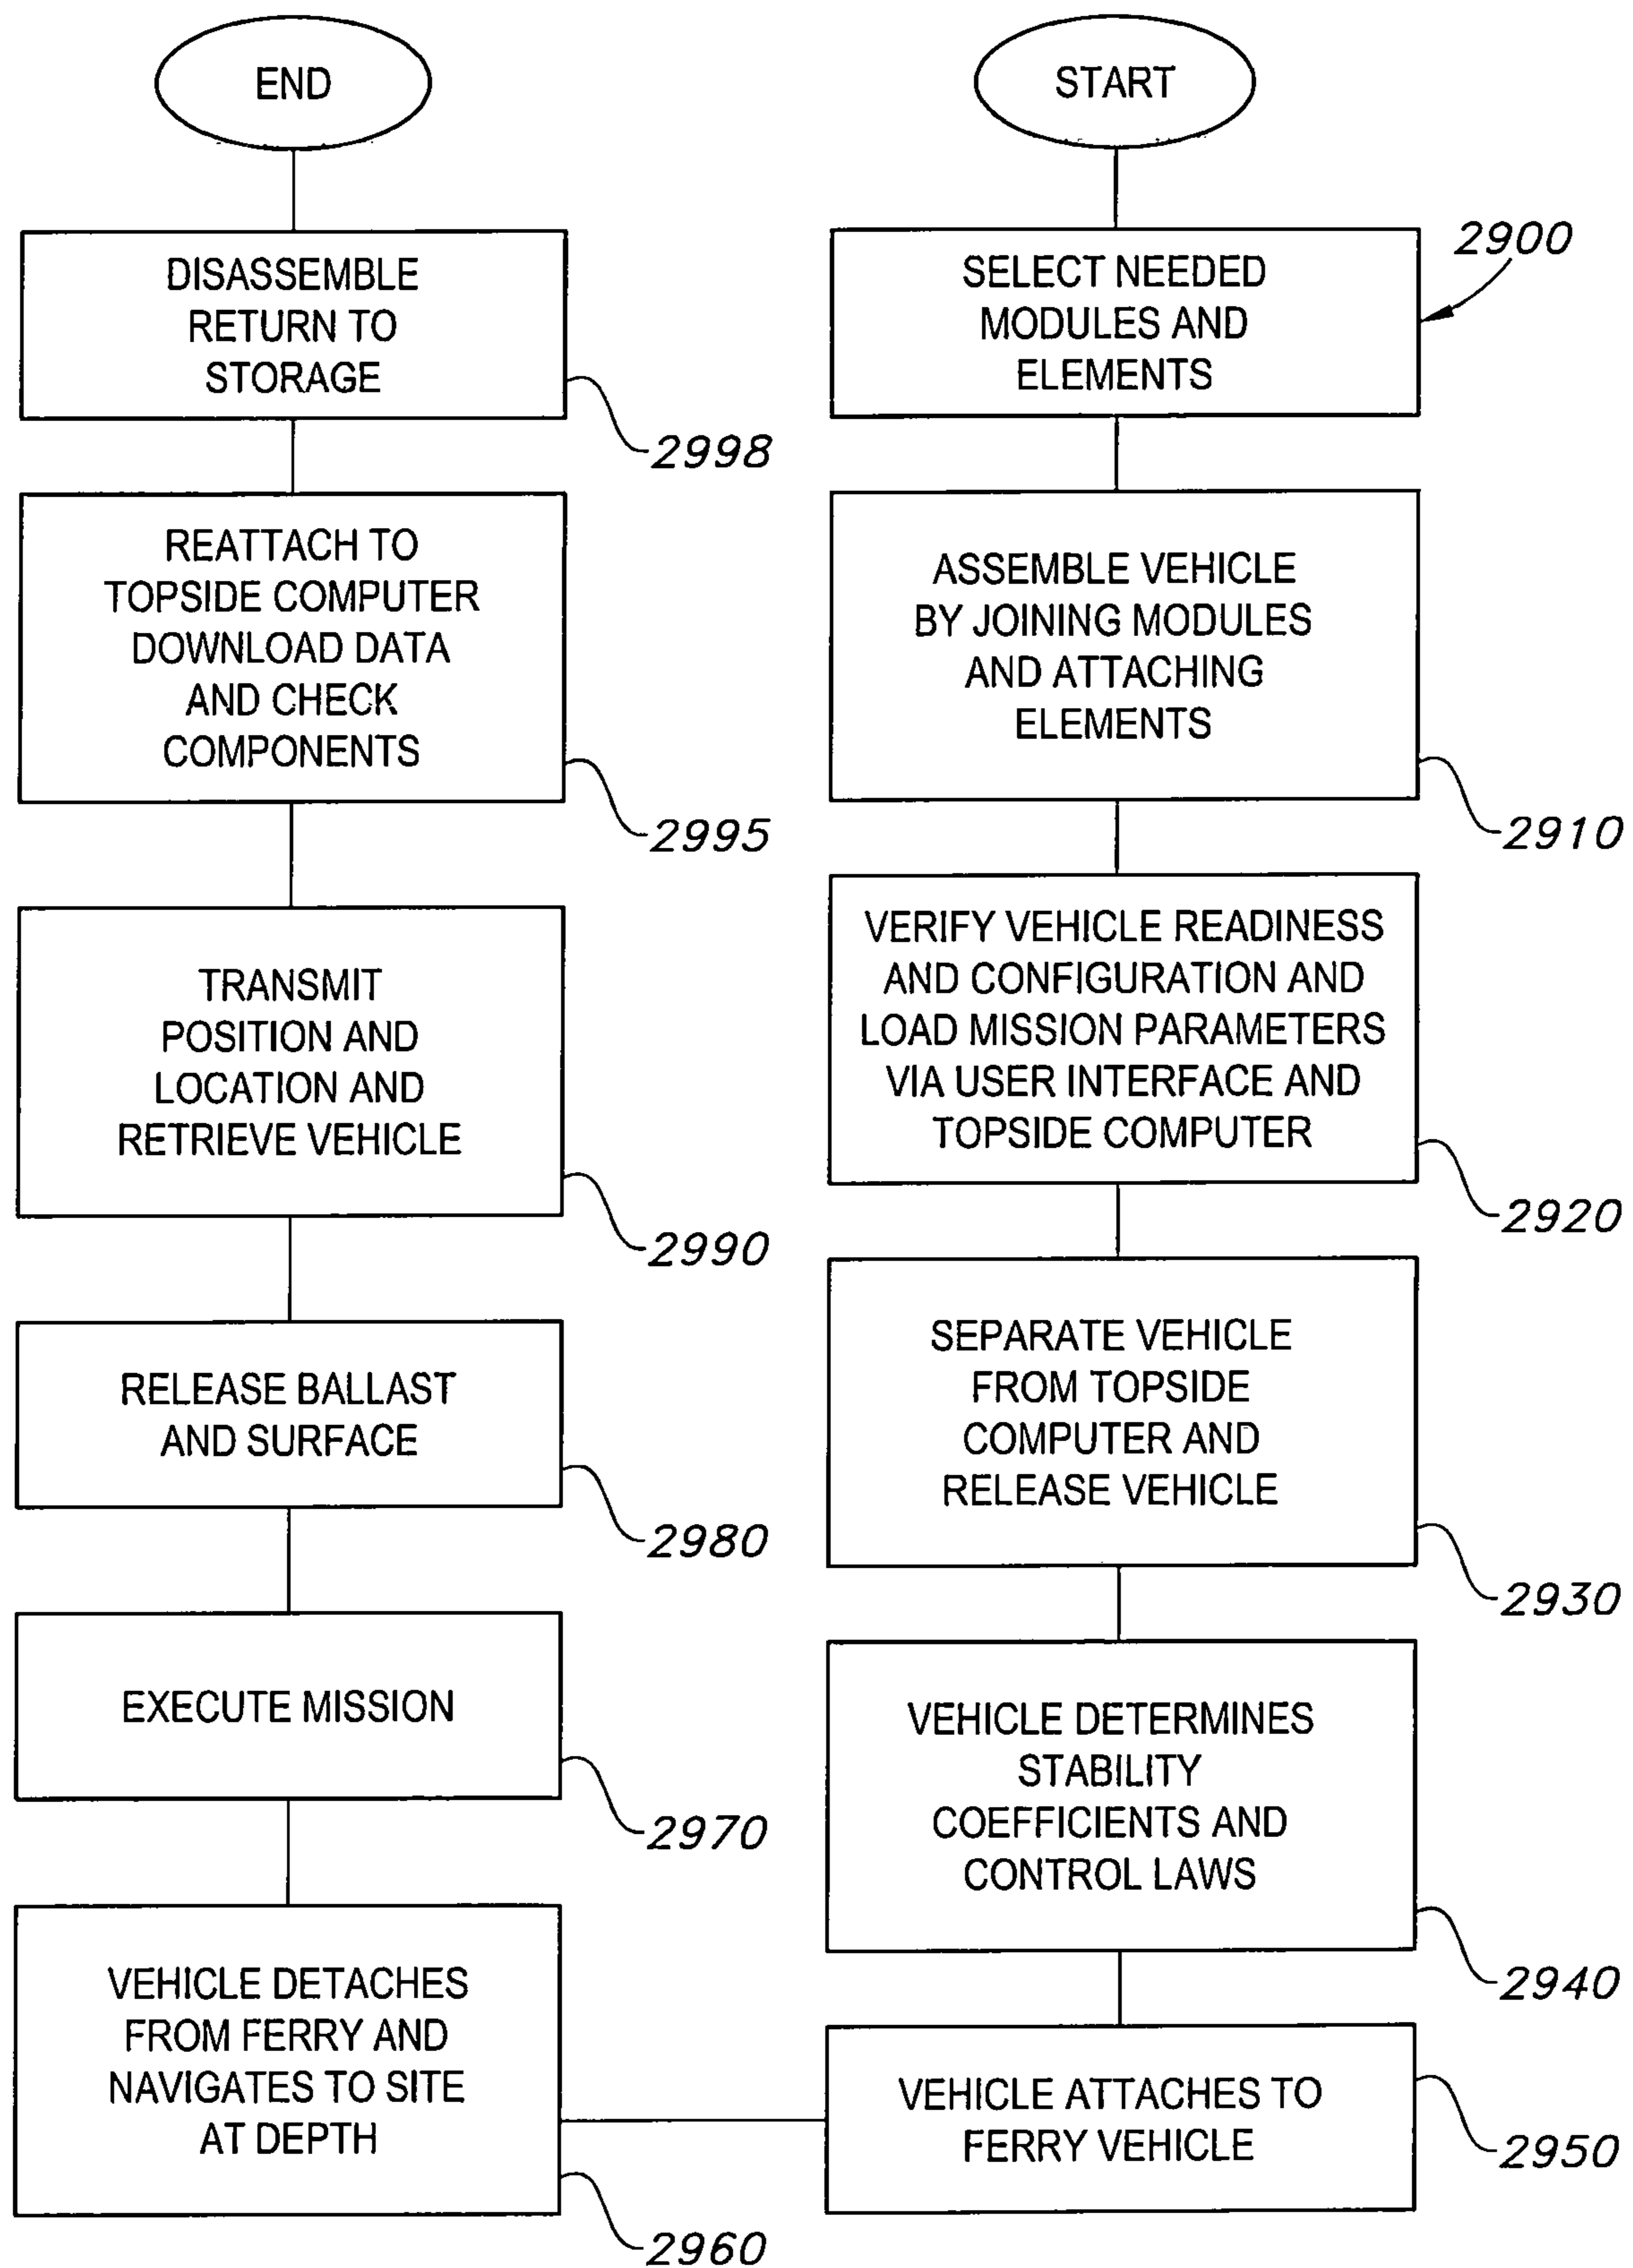 START
SELECT NEEDED
MODULES AND
ELEMENTS
2900
ASSEMBLE VEHICLE
BY JOINING MODULES
AND ATTACHING
ELEMENTS
2910
VERIFY VEHICLE READINESS
AND CONFIGURATION AND
LOAD MISSION PARAMETERS
VIA USER INTERFACE AND
TOPSIDE COMPUTER
2920
SEPARATE VEHICLE
FROM TOPSIDE
COMPUTER AND
RELEASE VEHICLE
2930
VEHICLE DETERMINES
STABILITY
COEFFICIENTS AND
CONTROL LAWS
2940
VEHICLE ATTACHES TO
FERRY VEHICLE
2950
VEHICLE DETACHES
FROM FERRY AND
NAVIGATES TO SITE
AT DEPTH
2960
EXECUTE MISSION
2970
RELEASE BALLAST
AND SURFACE
2980
TRANSMIT
POSITION AND
LOCATION AND
RETRIEVE VEHICLE
2990
REATTACH TO
TOPSIDE COMPUTER
DOWNLOAD DATA
AND CHECK
COMPONENTS
2995
DISASSEMBLE
RETURN TO
STORAGE
2998
END